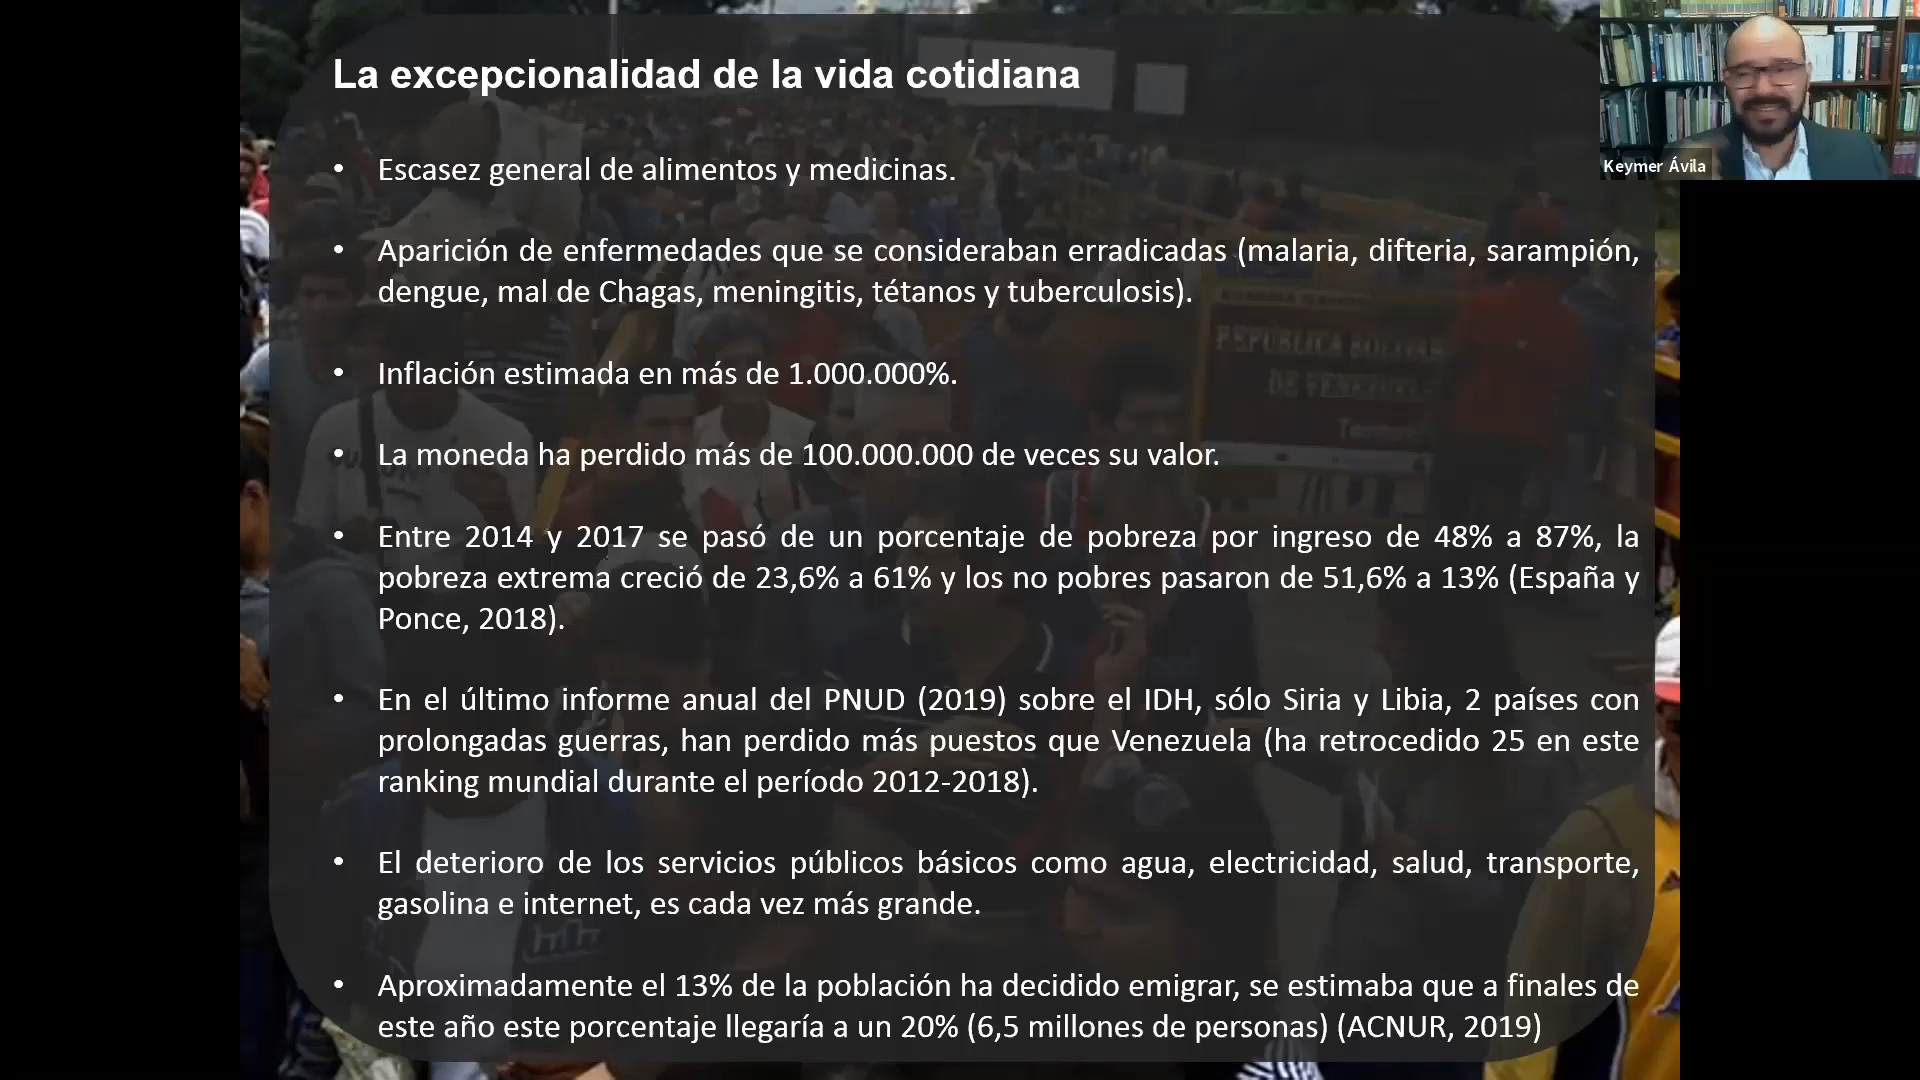 La excepcionalidad de la vida cotidiana
• Escasez general de alimentos y medicinas.
• Aparición de enfermedades que se consideraban erradicadas (malaria, difteria, sarampión,
dengue, mal de Chagas, meningitis, tétanos y tuberculosis).
• Inflación estimada en más de 1.000.000%.
• La moneda ha perdido más de 100.000.000 de veces su valor.
• Entre 2014 y 2017 se pasó de un porcentaje de pobreza por ingreso de 48% a 87%, la
pobreza extrema creció de 23,6% a 61% y los no pobres pasaron de 51,6% a 13% (España y
Ponce, 2018).
• En el último informe anual del PNUD (2019) sobre el IDH, sólo Siria y Libia, 2 países con
prolongadas guerras, han perdido más puestos que Venezuela (ha retrocedido 25 en este
ranking mundial durante el período 2012-2018).
• El deterioro de los servicios públicos básicos como agua, electricidad, salud, transporte,
gasolina e internet, es cada vez más grande.
• Aproximadamente el 13% de la población ha decidido emigrar, se estimaba que a finales de
este año este porcentaje llegaría a un 20% (6,5 millones de personas) (ACNUR, 2019)
Keymer Ávila
REPÚBLICA
DE